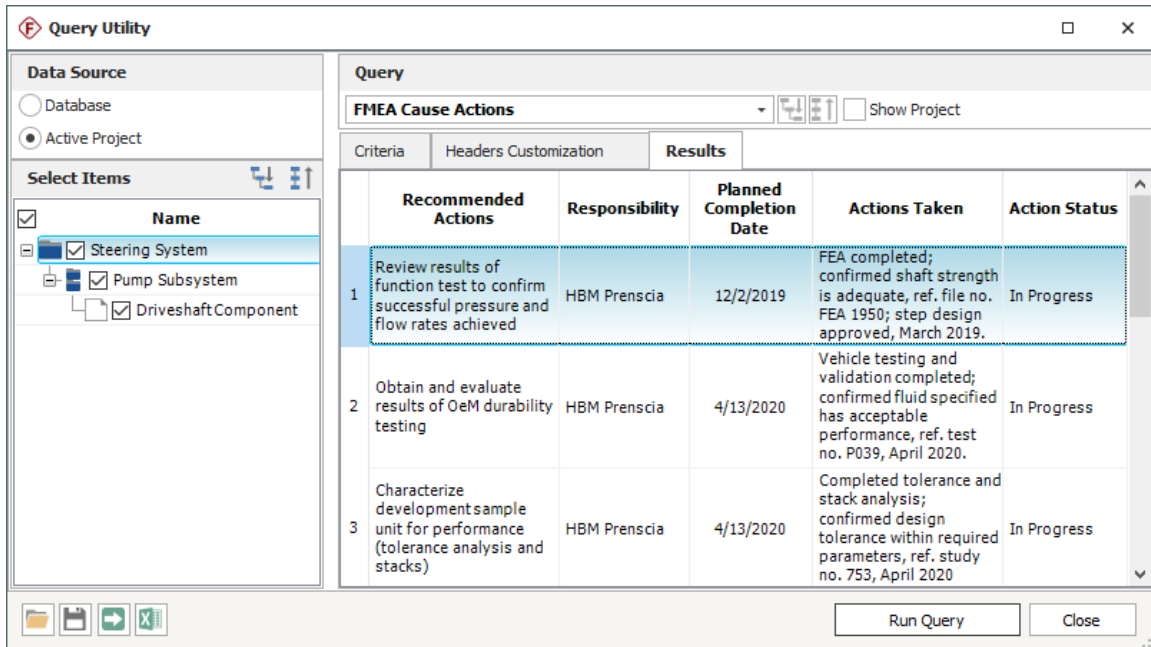 Query Utility
Data Source
Database
Active Project
Select Items
Name
Steering System
Pump Subsystem
Driveshaft Component
Query
FMEA Cause Actions
Show Project
Criteria
Headers Customization
Results
Recommended
Actions
Responsibility
Planned
Completion
Date
Actions Taken
Action Status
1
Review results of
function test to confirm
successful pressure and
flow rates achieved
HBM Prenscia
12/2/2019
FEA completed;
confirmed shaft strength
is adequate, ref. file no.
FEA 1950; step design
approved, March 2019.
In Progress
2
Obtain and evaluate
results of OeM durability
testing
HBM Prenscia
4/13/2020
Vehicle testing and
validation completed;
confirmed fluid specified
has acceptable
performance, ref. test
no. P039, April 2020.
In Progress
3
Characterize
development sample
unit for performance
(tolerance analysis and
stacks)
HBM Prenscia
4/13/2020
Completed tolerance and
stack analysis;
confirmed design
tolerance within required
parameters, ref. study
no. 753, April 2020
In Progress
Run Query
Close